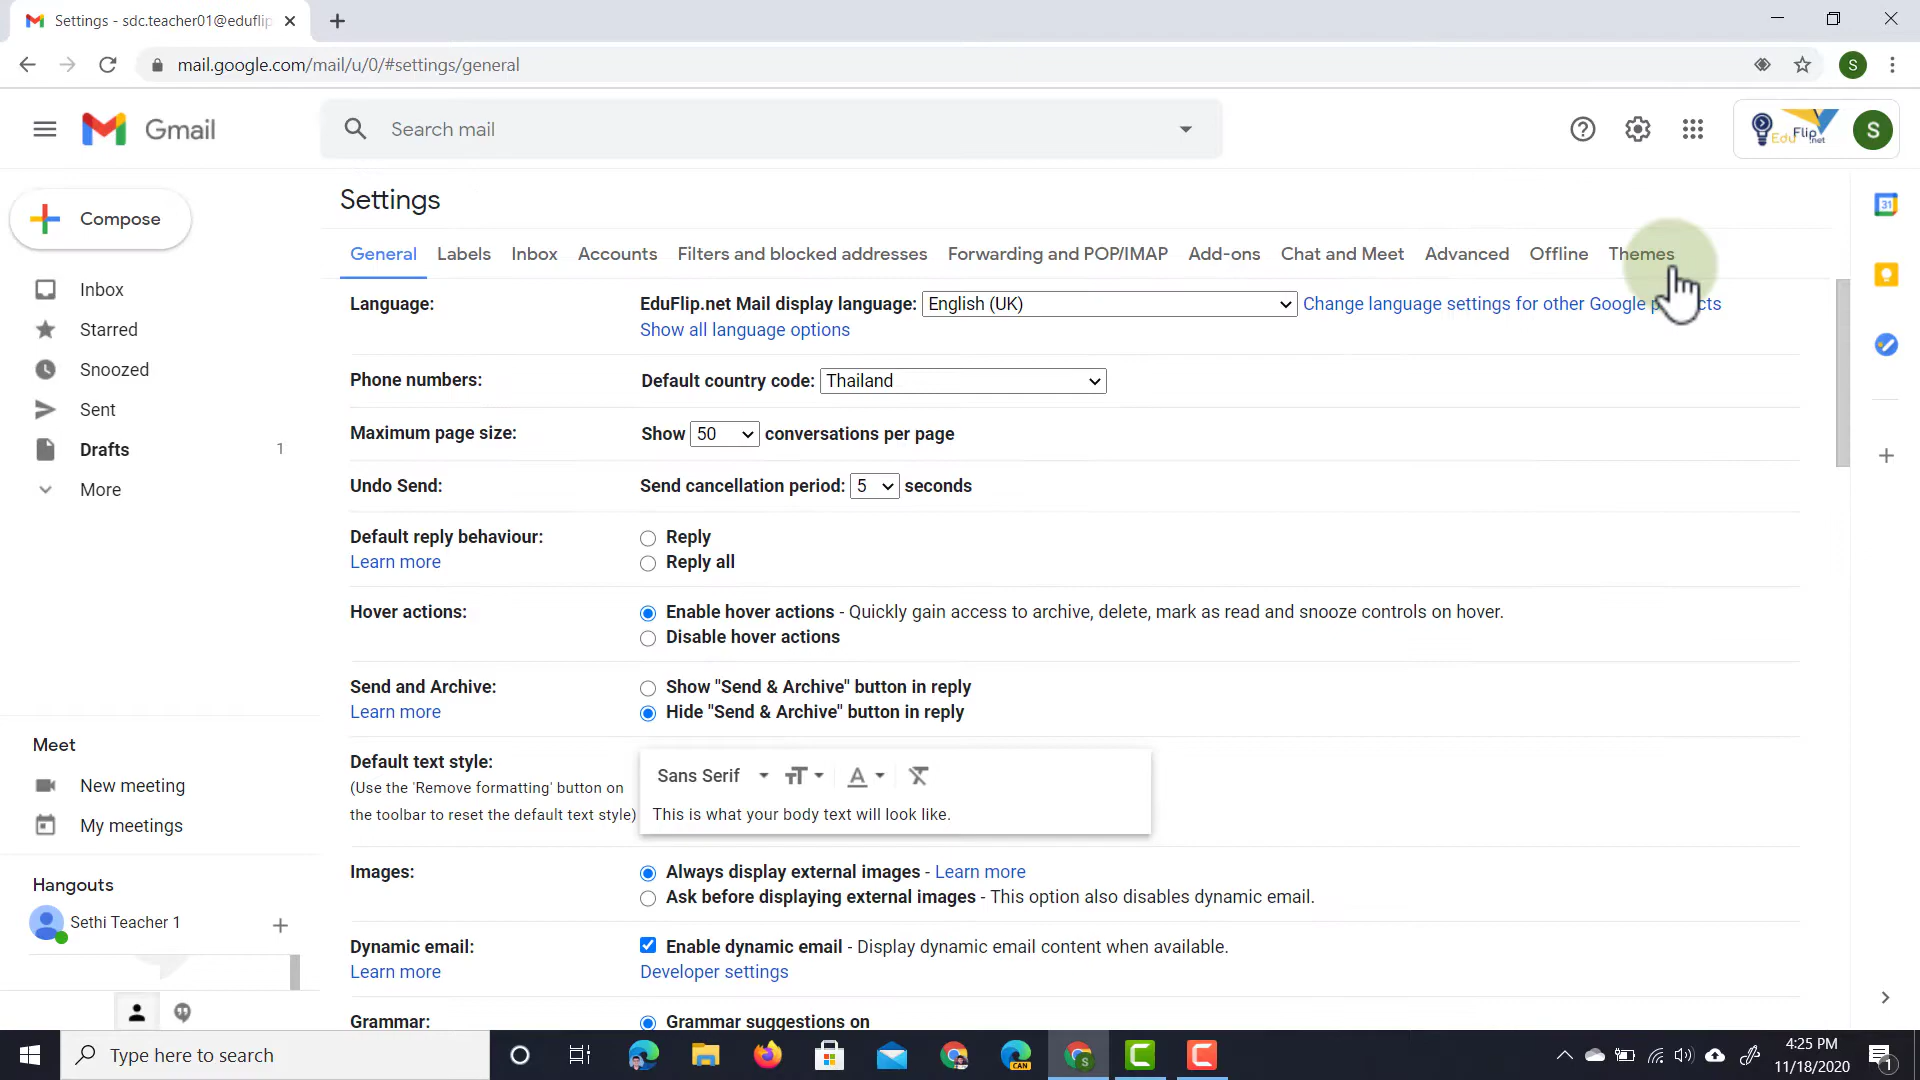 Settings - sdc.teacher01@eduflip
mail.google.com/mail/u/0/#settings/general
S
Gmail
Search mail
EduFlip.net
S
Compose
Inbox
Starred
Snoozed
Sent
Drafts 1
More
Meet
New meeting
My meetings
Hangouts
Sethi Teacher 1
Settings
General Labels Inbox Accounts Filters and blocked addresses Forwarding and POP/IMAP Add-ons Chat and Meet Advanced Offline Themes
Language: EduFlip.net Mail display language: English (UK) Change language settings for other Google
Show all language options
Phone numbers: Default country code: Thailand
Maximum page size: Show 50 conversations per page
Undo Send: Send cancellation period: 5 seconds
Default reply behaviour: Reply
Learn more Reply all
Hover actions: Enable hover actions - Quickly gain access to archive, delete, mark as read and snooze controls on hover.
Disable hover actions
Send and Archive: Show "Send & Archive" button in reply
Learn more Hide "Send & Archive" button in reply
Default text style:
(Use the 'Remove formatting' button on
the toolbar to reset the default text style)
Sans Serif
This is what your body text will look like.
Images: Always display external images - Learn more
Ask before displaying external images - This option also disables dynamic email.
Dynamic email: Enable dynamic email - Display dynamic email content when available.
Learn more Developer settings
Grammar: Grammar suggestions on
31
Type here to search
CAN
S
4:25 PM
11/18/2020
1